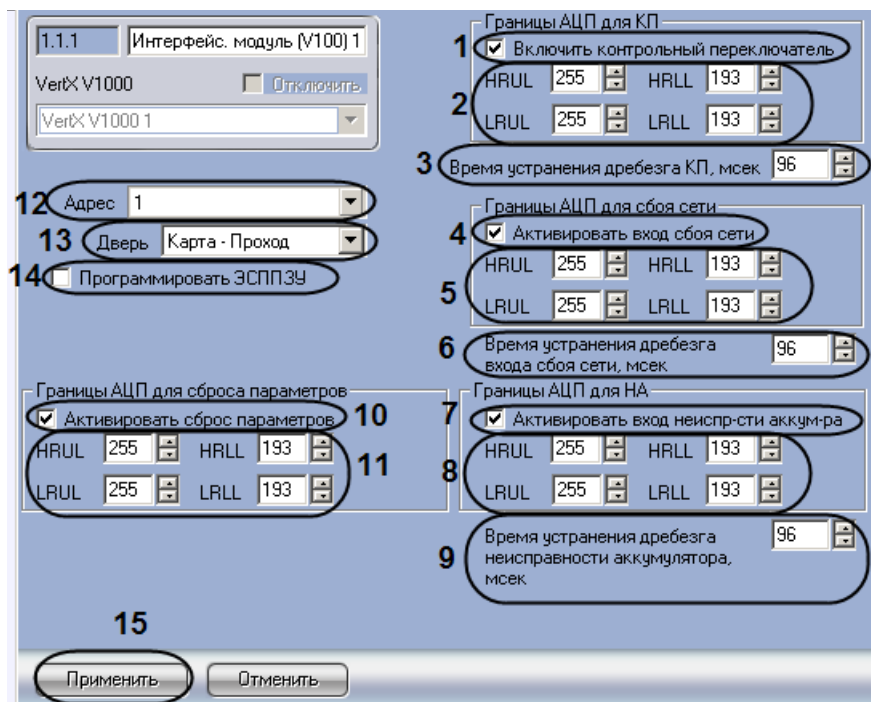 1.1.1 Интерфейс. модуль (V100) 1
VertX V1000 Отключить
VertX V1000 1
12 Адрес 1
13 Дверь Карта - Проход
14 Программировать ЭСППЗУ
Границы АЦП для КП
1 Включить контрольный переключатель
HRUL 255 HRLL 193
2
LRUL 255 LRLL 193
3 Время устранения дребезга КП, мсек 96
Границы АЦП для сбоя сети
4 Активировать вход сбоя сети
HRUL 255 HRLL 193
5
LRUL 255 LRLL 193
6 Время устранения дребезга 96
входа сбоя сети, мсек
Границы АЦП для сброса параметров
Активировать сброс параметров 10
HRUL 255 HRLL 193
11
LRUL 255 LRLL 193
Границы АЦП для НА
7 Активировать вход неиспр-сти аккум-ра
HRUL 255 HRLL 193
8
LRUL 255 LRLL 193
Время устранения дребезга 96
9 неисправности аккумулятора,
мсек
15
Применить Отменить